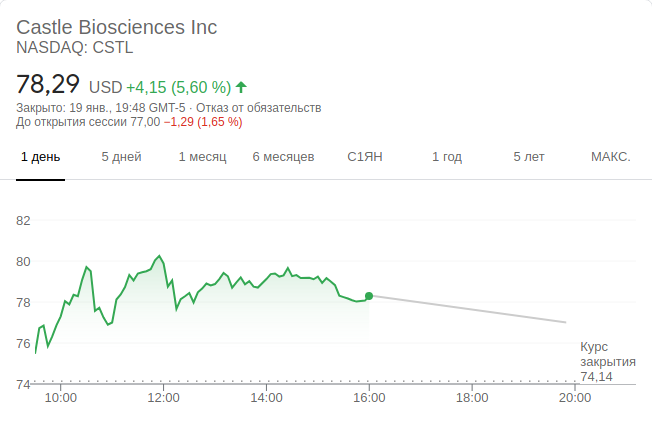 Castle Biosciences Inc
NASDAQ: CSTL
78,29 USD +4,15 (5,60 %)
Закрыто: 19 янв., 19:48 GMT-5 · Отказ от обязательств
До открытия сессии 77,00 −1,29 (1,65 %)
1 день 5 дней 1 месяц 6 месяцев С1ЯН 1 год 5 лет МАКС.
82
80
78
76
74
Курс
закрытия
74,14
10:00 12:00 14:00 16:00 18:00 20:00